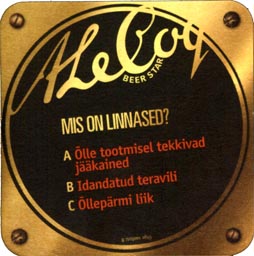 A Le Coq
BEER STAR
MIS ON LINNASED?
A Õlle tootmisel tekkivad
jääkained
B Idandatud teravili
C Õllepärmi liik